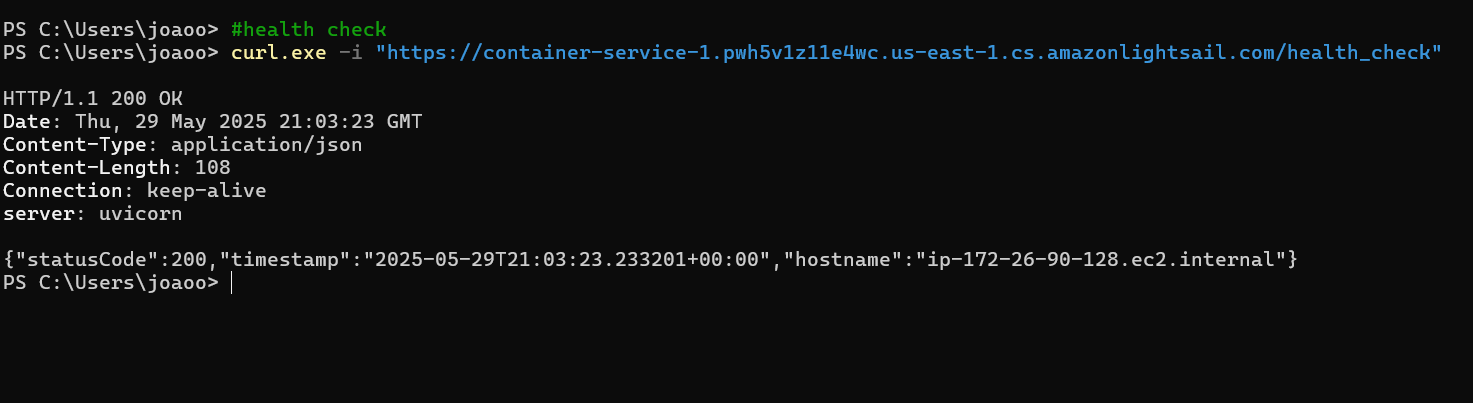 PS C:\Users\joaoo> #health check
PS C:\Users\joaoo> curl.exe -i "https://container-service-1.pwh5v1z11e4wc.us-east-1.cs.amazonlightsail.com/health_check"
HTTP/1.1 200 OK
Date: Thu, 29 May 2025 21:03:23 GMT
Content-Type: application/json
Content-Length: 108
Connection: keep-alive
server: uvicorn
{"statusCode":200,"timestamp":"2025-05-29T21:03:23.233201+00:00","hostname":"ip-172-26-90-128.ec2.internal"}
PS C:\Users\joaoo>